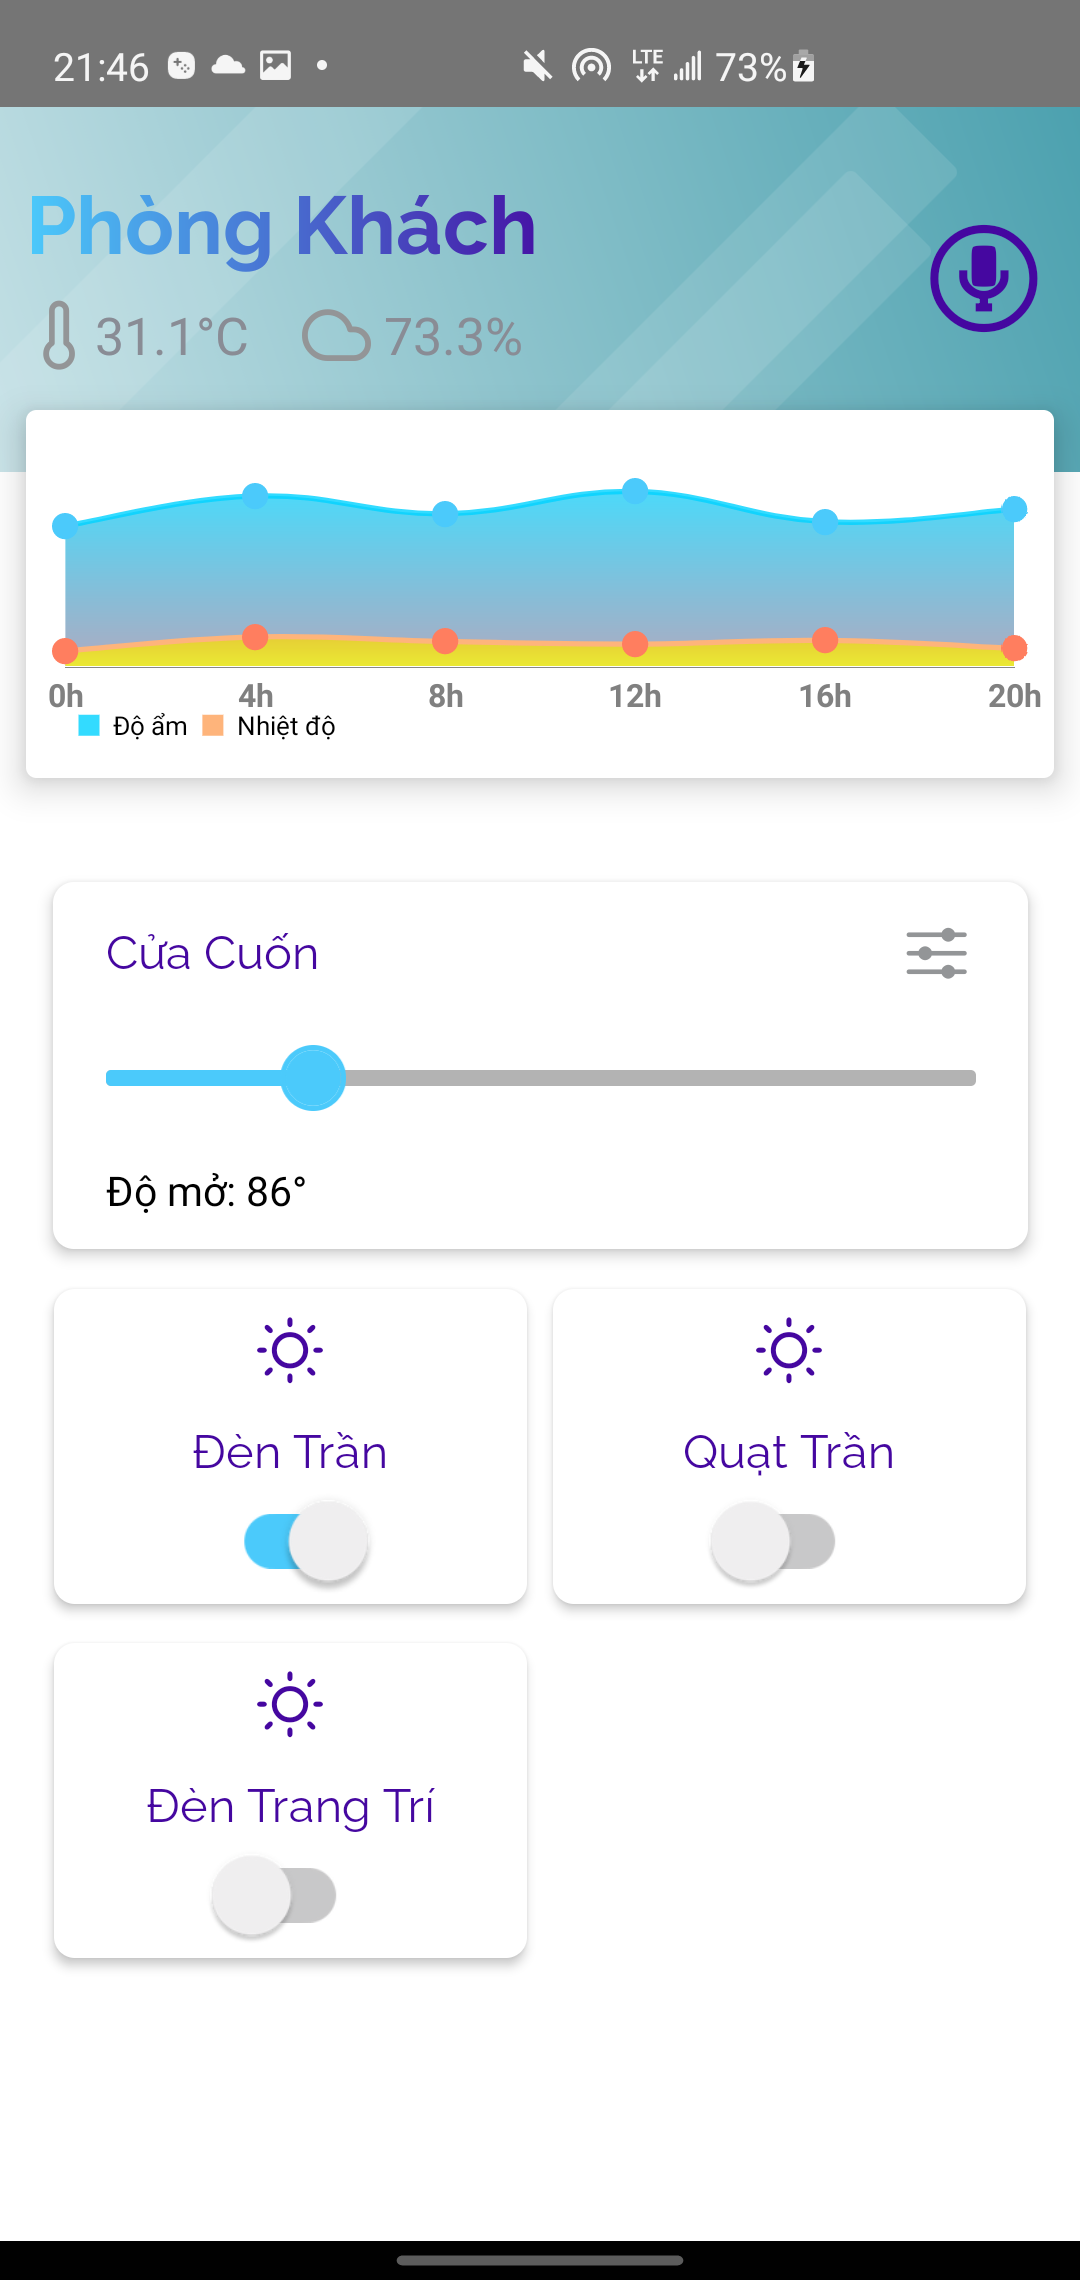 21:46 LTE 73%
Phòng Khách
31.1°C 73.3%
0h 4h 8h 12h 16h 20h
Độ ẩm Nhiệt độ
Cửa Cuốn
Độ mở: 86°
Đèn Trần Quạt Trần
Đèn Trang Trí